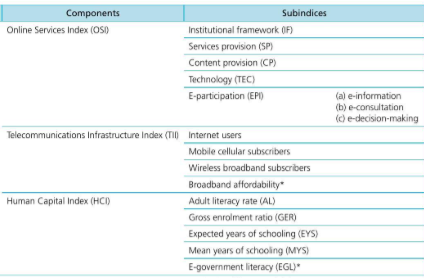 Components Subindices
Online Services Index (OSI) Institutional framework (IF)
Services provision (SP)
Content provision (CP)
Technology (TEC)
E-participation (EPI) (a) e-information
(b) e-consultation
(c) e-decision-making
Telecommunications Infrastructure Index (TII) Internet users
Mobile cellular subscribers
Wireless broadband subscribers
Broadband affordability*
Human Capital Index (HCI) Adult literacy rate (AL)
Gross enrolment ratio (GER)
Expected years of schooling (EYS)
Mean years of schooling (MYS)
E-government literacy (EGL)*